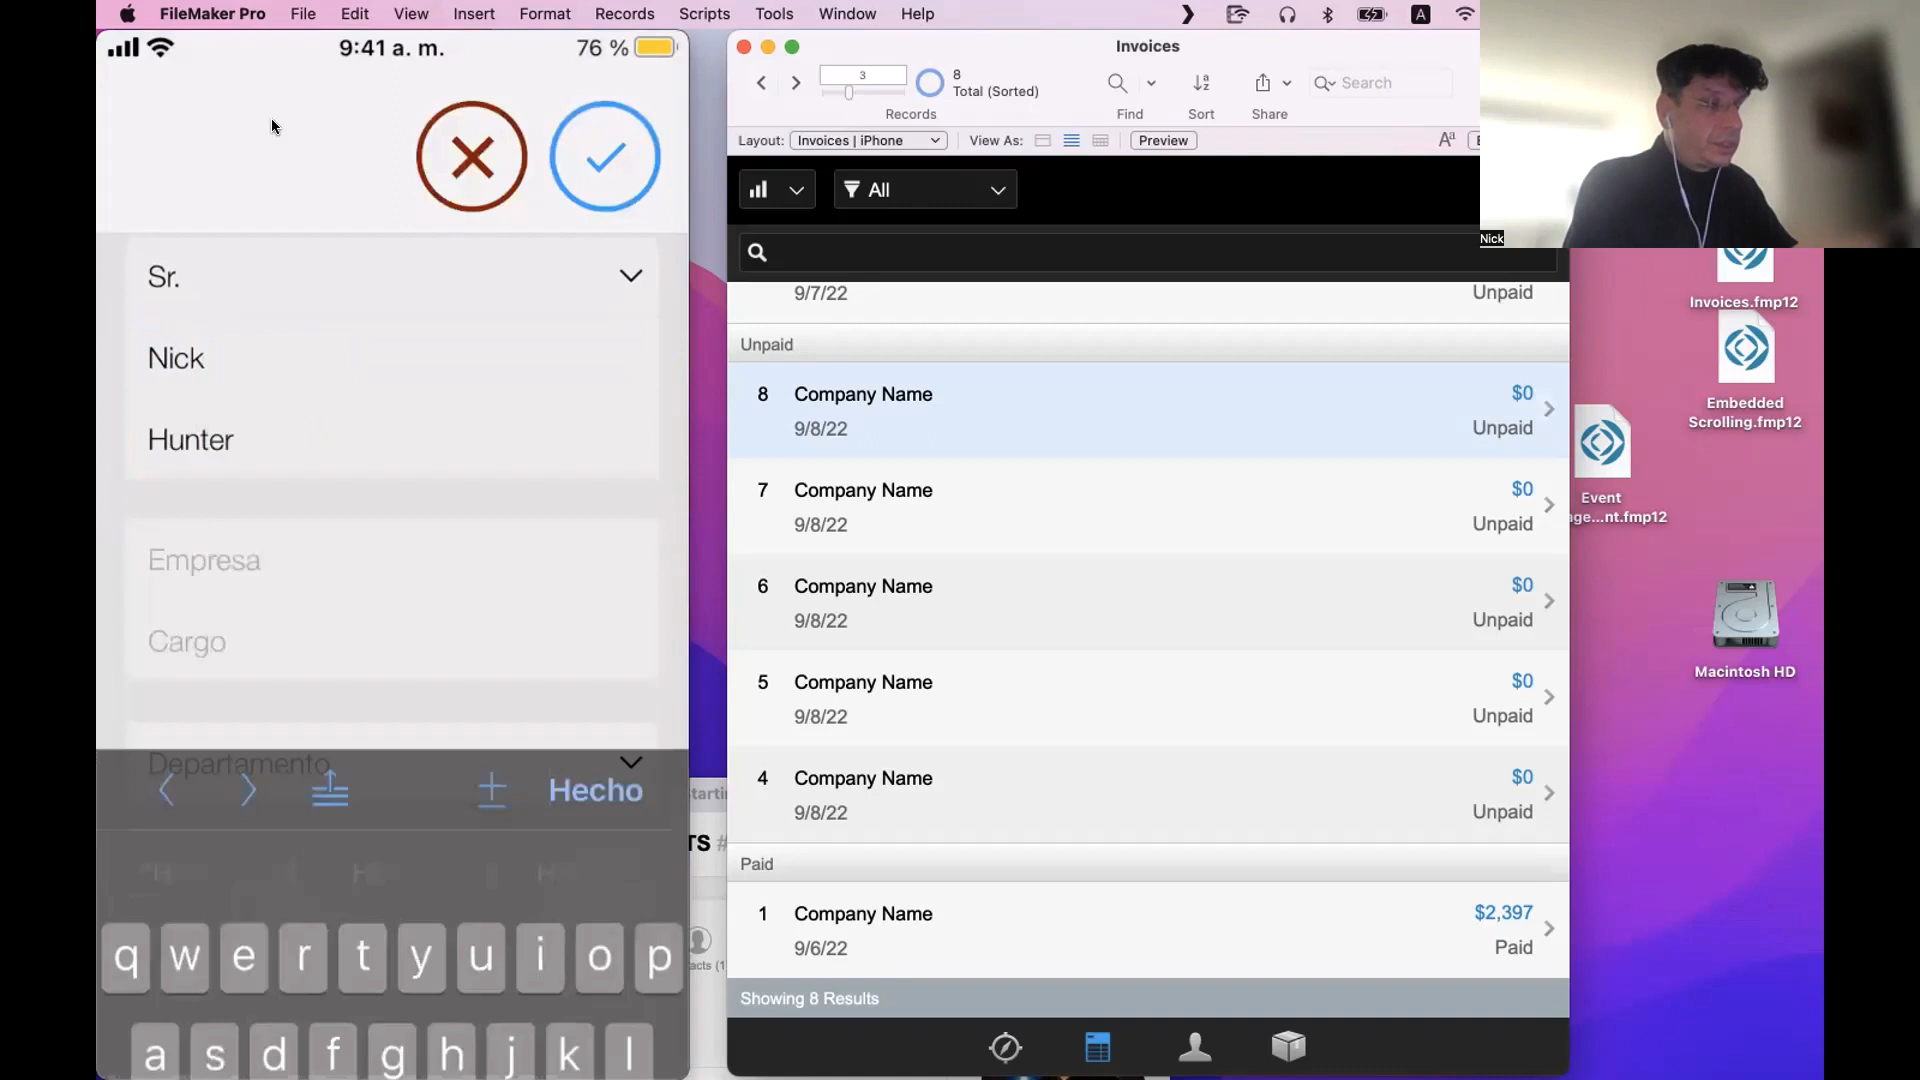 FileMaker Pro File Edit View Insert Format Records Scripts Tools Window Help A
9:41 a. m. 76 %
Sr.
Nick
Hunter
Empresa
Cargo
Departamento
Hecho
q w e r t y u i o p
a s d f g h j k l
Invoices
3
8
Total (Sorted)
Search
Records Find Sort Share
Layout: Invoices | iPhone View As: Preview Aa
All
9/7/22 Unpaid
Unpaid
8 Company Name $0
9/8/22 Unpaid
7 Company Name $0
9/8/22 Unpaid
6 Company Name $0
9/8/22 Unpaid
5 Company Name $0
9/8/22 Unpaid
4 Company Name $0
9/8/22 Unpaid
Paid
1 Company Name $2,397
9/6/22 Paid
Showing 8 Results
Nick
Invoices.fmp12
Embedded
Scrolling.fmp12
Event
age...nt.fmp12
Macintosh HD